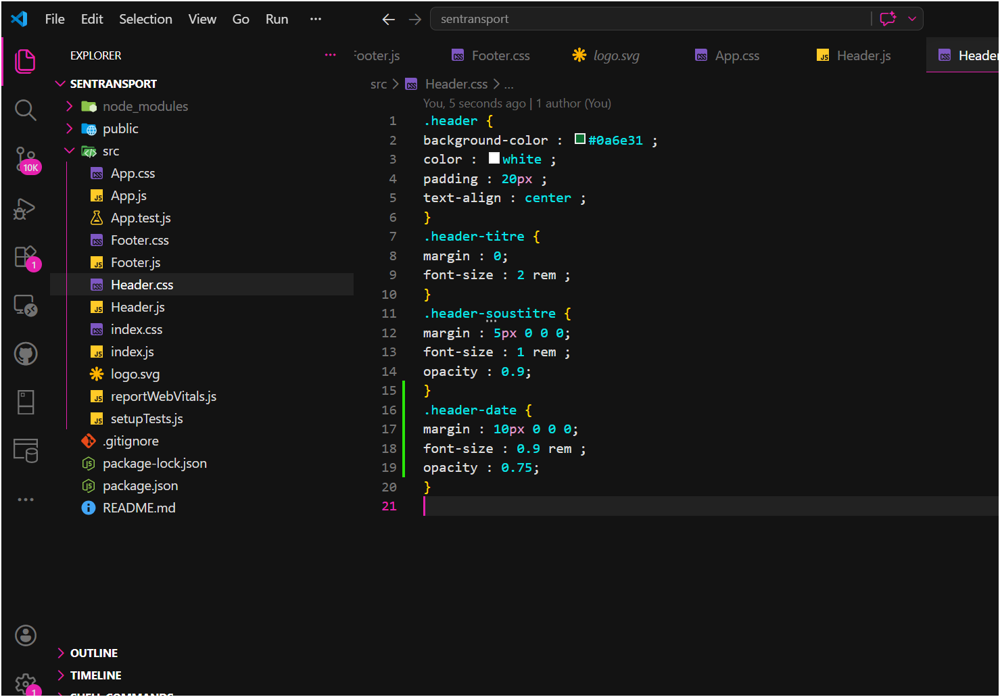 File Edit Selection View Go Run ···
sentransport
EXPLORER
Footer.js
Footer.css
logo.svg
App.css
Header.js
Header
SENTRANSPORT
node_modules
public
src
App.css
App.js
App.test.js
Footer.css
Footer.js
Header.css
Header.js
index.css
index.js
logo.svg
reportWebVitals.js
setupTests.js
.gitignore
package-lock.json
package.json
README.md
10K
1
OUTLINE
TIMELINE
SHELL COMMANDS
1
src > Header.css > ...
You, 5 seconds ago | 1 author (You)
1 .header {
2 background-color : #0a6e31 ;
3 color : white ;
4 padding : 20px ;
5 text-align : center ;
6 }
7 .header-titre {
8 margin : 0;
9 font-size : 2 rem ;
10 }
11 .header-soustitre {
12 margin : 5px 0 0 0;
13 font-size : 1 rem ;
14 opacity : 0.9;
15 }
16 .header-date {
17 margin : 10px 0 0 0;
18 font-size : 0.9 rem ;
19 opacity : 0.75;
20 }
21